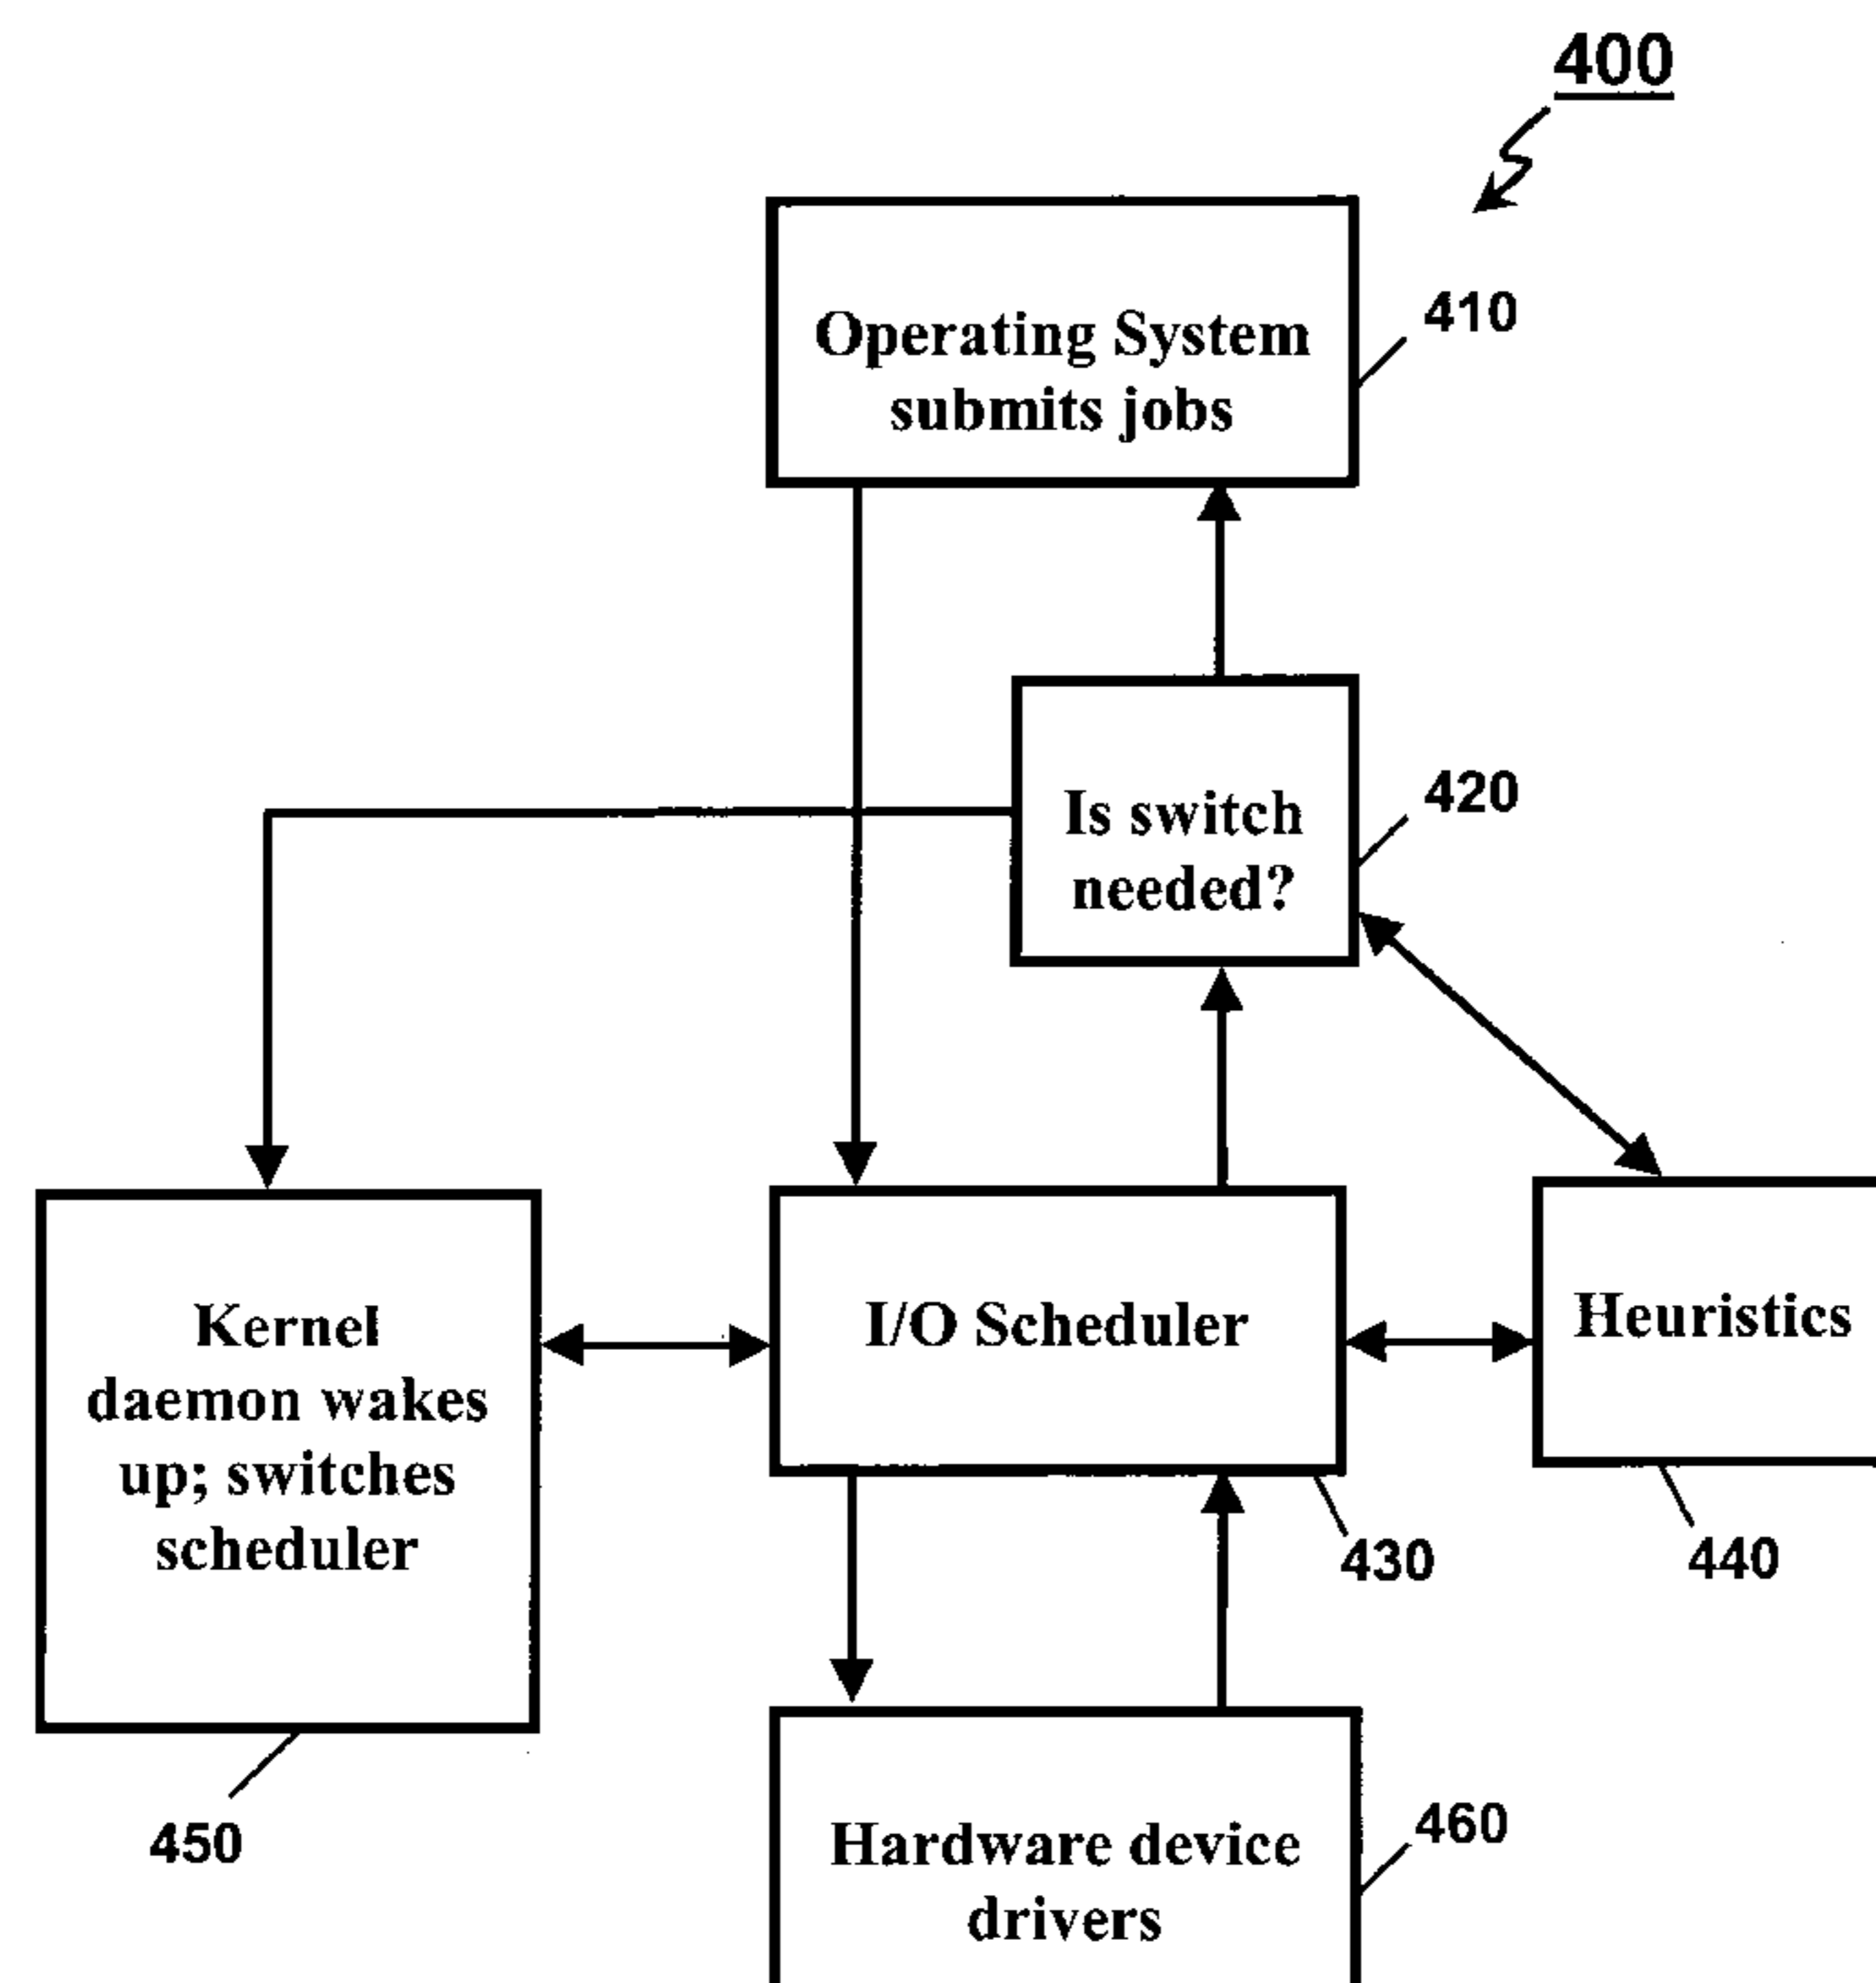 400
Operating System
submits jobs
410
Is switch
needed?
420
Kernel
daemon wakes
up; switches
scheduler
450
I/O Scheduler
430
Heuristics
440
Hardware device
drivers
460